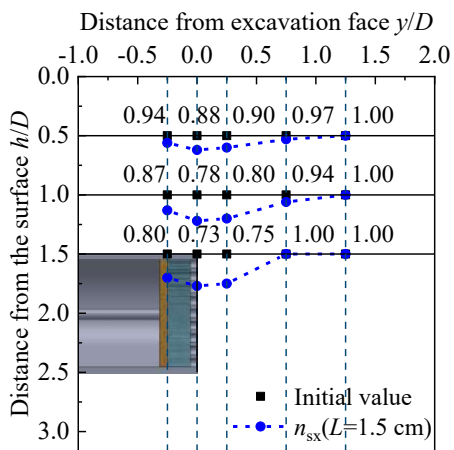 Distance from excavation face y/D
-1.0 -0.5 0.0 0.5 1.0 1.5 2.0
Distance from the surface h/D
0.0
0.94 0.88 0.90 0.97 1.00
0.5
0.87 0.78 0.80 0.94 1.00
1.0
0.80 0.73 0.75 1.00 1.00
1.5
2.0
2.5
Initial value
3.0
nsx(L=1.5 cm)